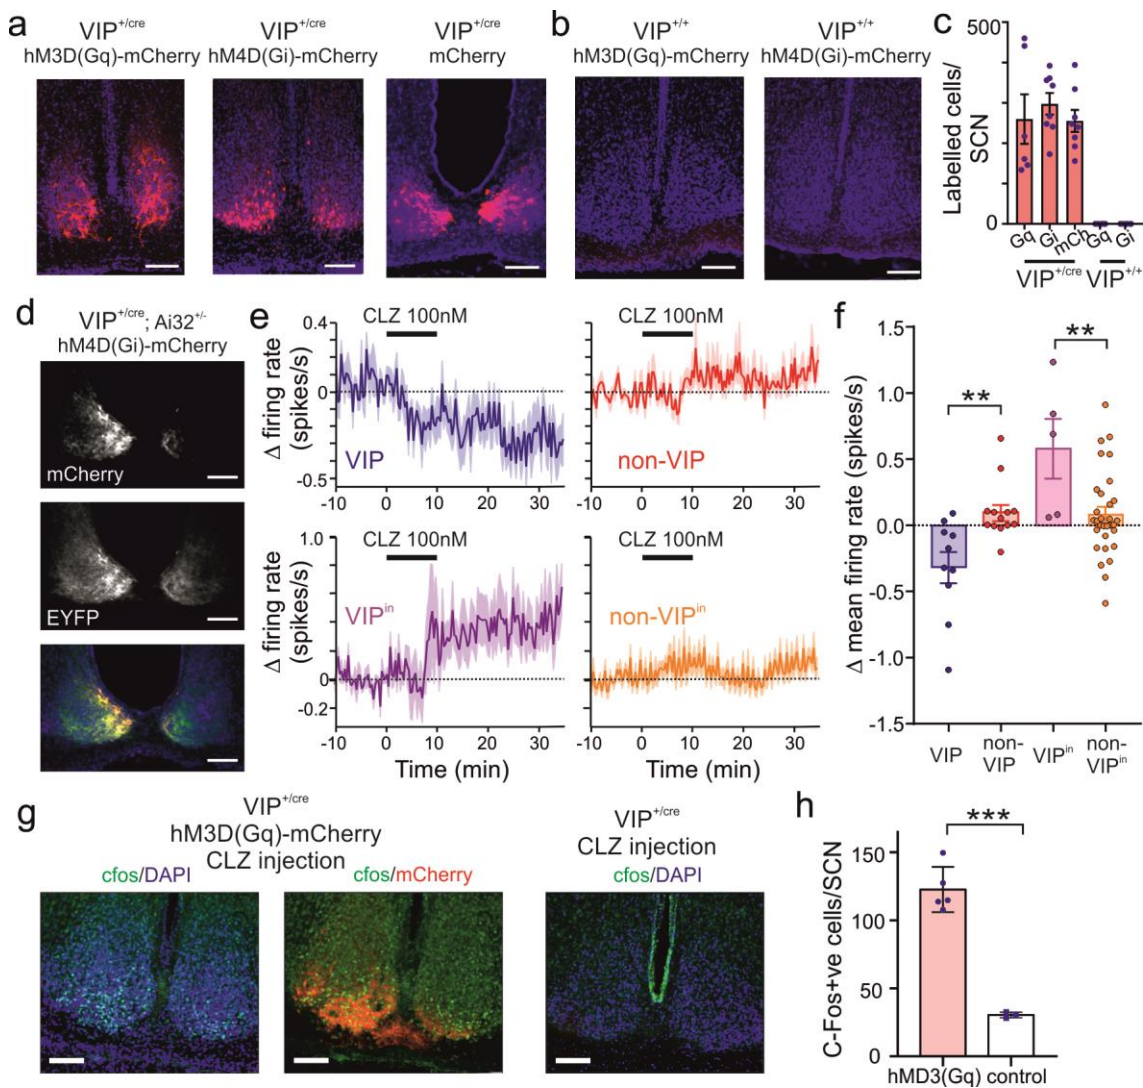 a
VIP+/cre
hM3D(Gq)-mCherry
VIP+/cre
hM4D(Gi)-mCherry
VIP+/cre
mCherry
b
VIP+/+
hM3D(Gq)-mCherry
VIP+/+
hM4D(Gi)-mCherry
c
Labelled cells/
SCN
500
0
Gq
Gi
mCh
Gq
Gi
VIP+/cre
VIP+/+
d
VIP+/cre; Ai32+/-
hM4D(Gi)-mCherry
mCherry
EYFP
e
CLZ 100nM
Δ firing rate
(spikes/s)
0.4
0
-0.5
VIP
-10 0 10 20 30
CLZ 100nM
non-VIP
-10 0 10 20 30
CLZ 100nM
Δ firing rate
(spikes/s)
1.0
0
-0.2
VIPin
-10 0 10 20 30
Time (min)
CLZ 100nM
non-VIPin
-10 0 10 20 30
Time (min)
f
Δ mean firing rate (spikes/s)
1.5
1.0
0.5
0.0
-0.5
-1.0
-1.5
**
**
VIP
non-
VIP
VIPin
non-
VIPin
g
VIP+/cre
hM3D(Gq)-mCherry
CLZ injection
cfos/DAPI
cfos/mCherry
VIP+/cre
CLZ injection
cfos/DAPI
h
C-Fos+ve cells/SCN
150
100
50
0
***
hMD3(Gq) control